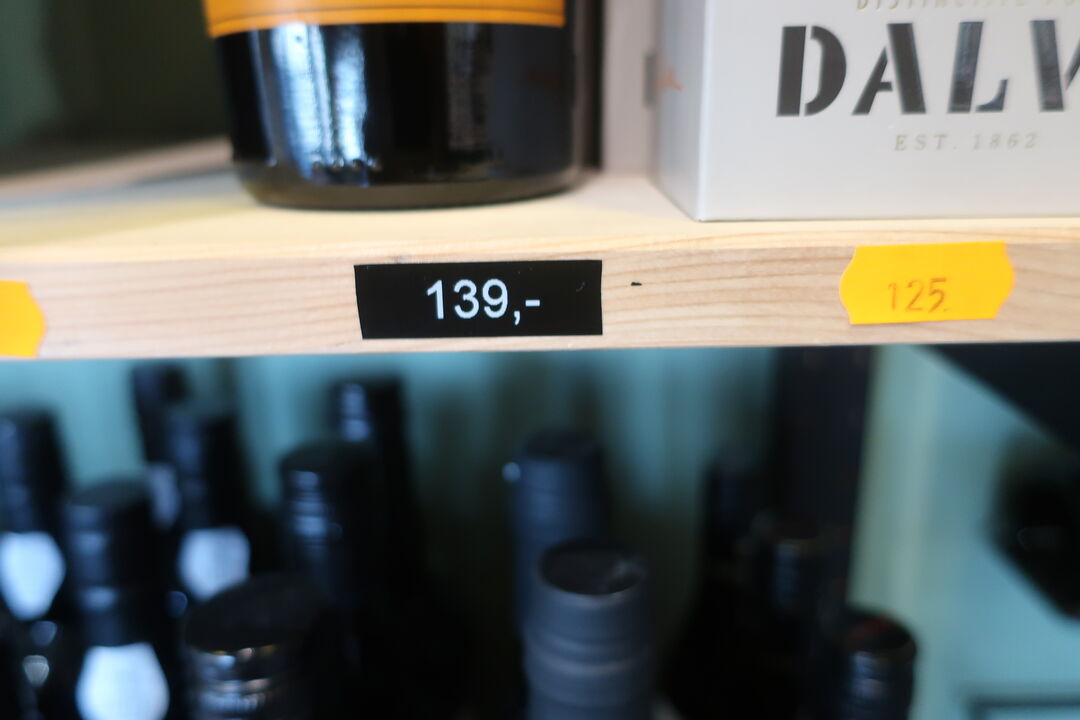 DALV
EST. 1862
139,-
125.